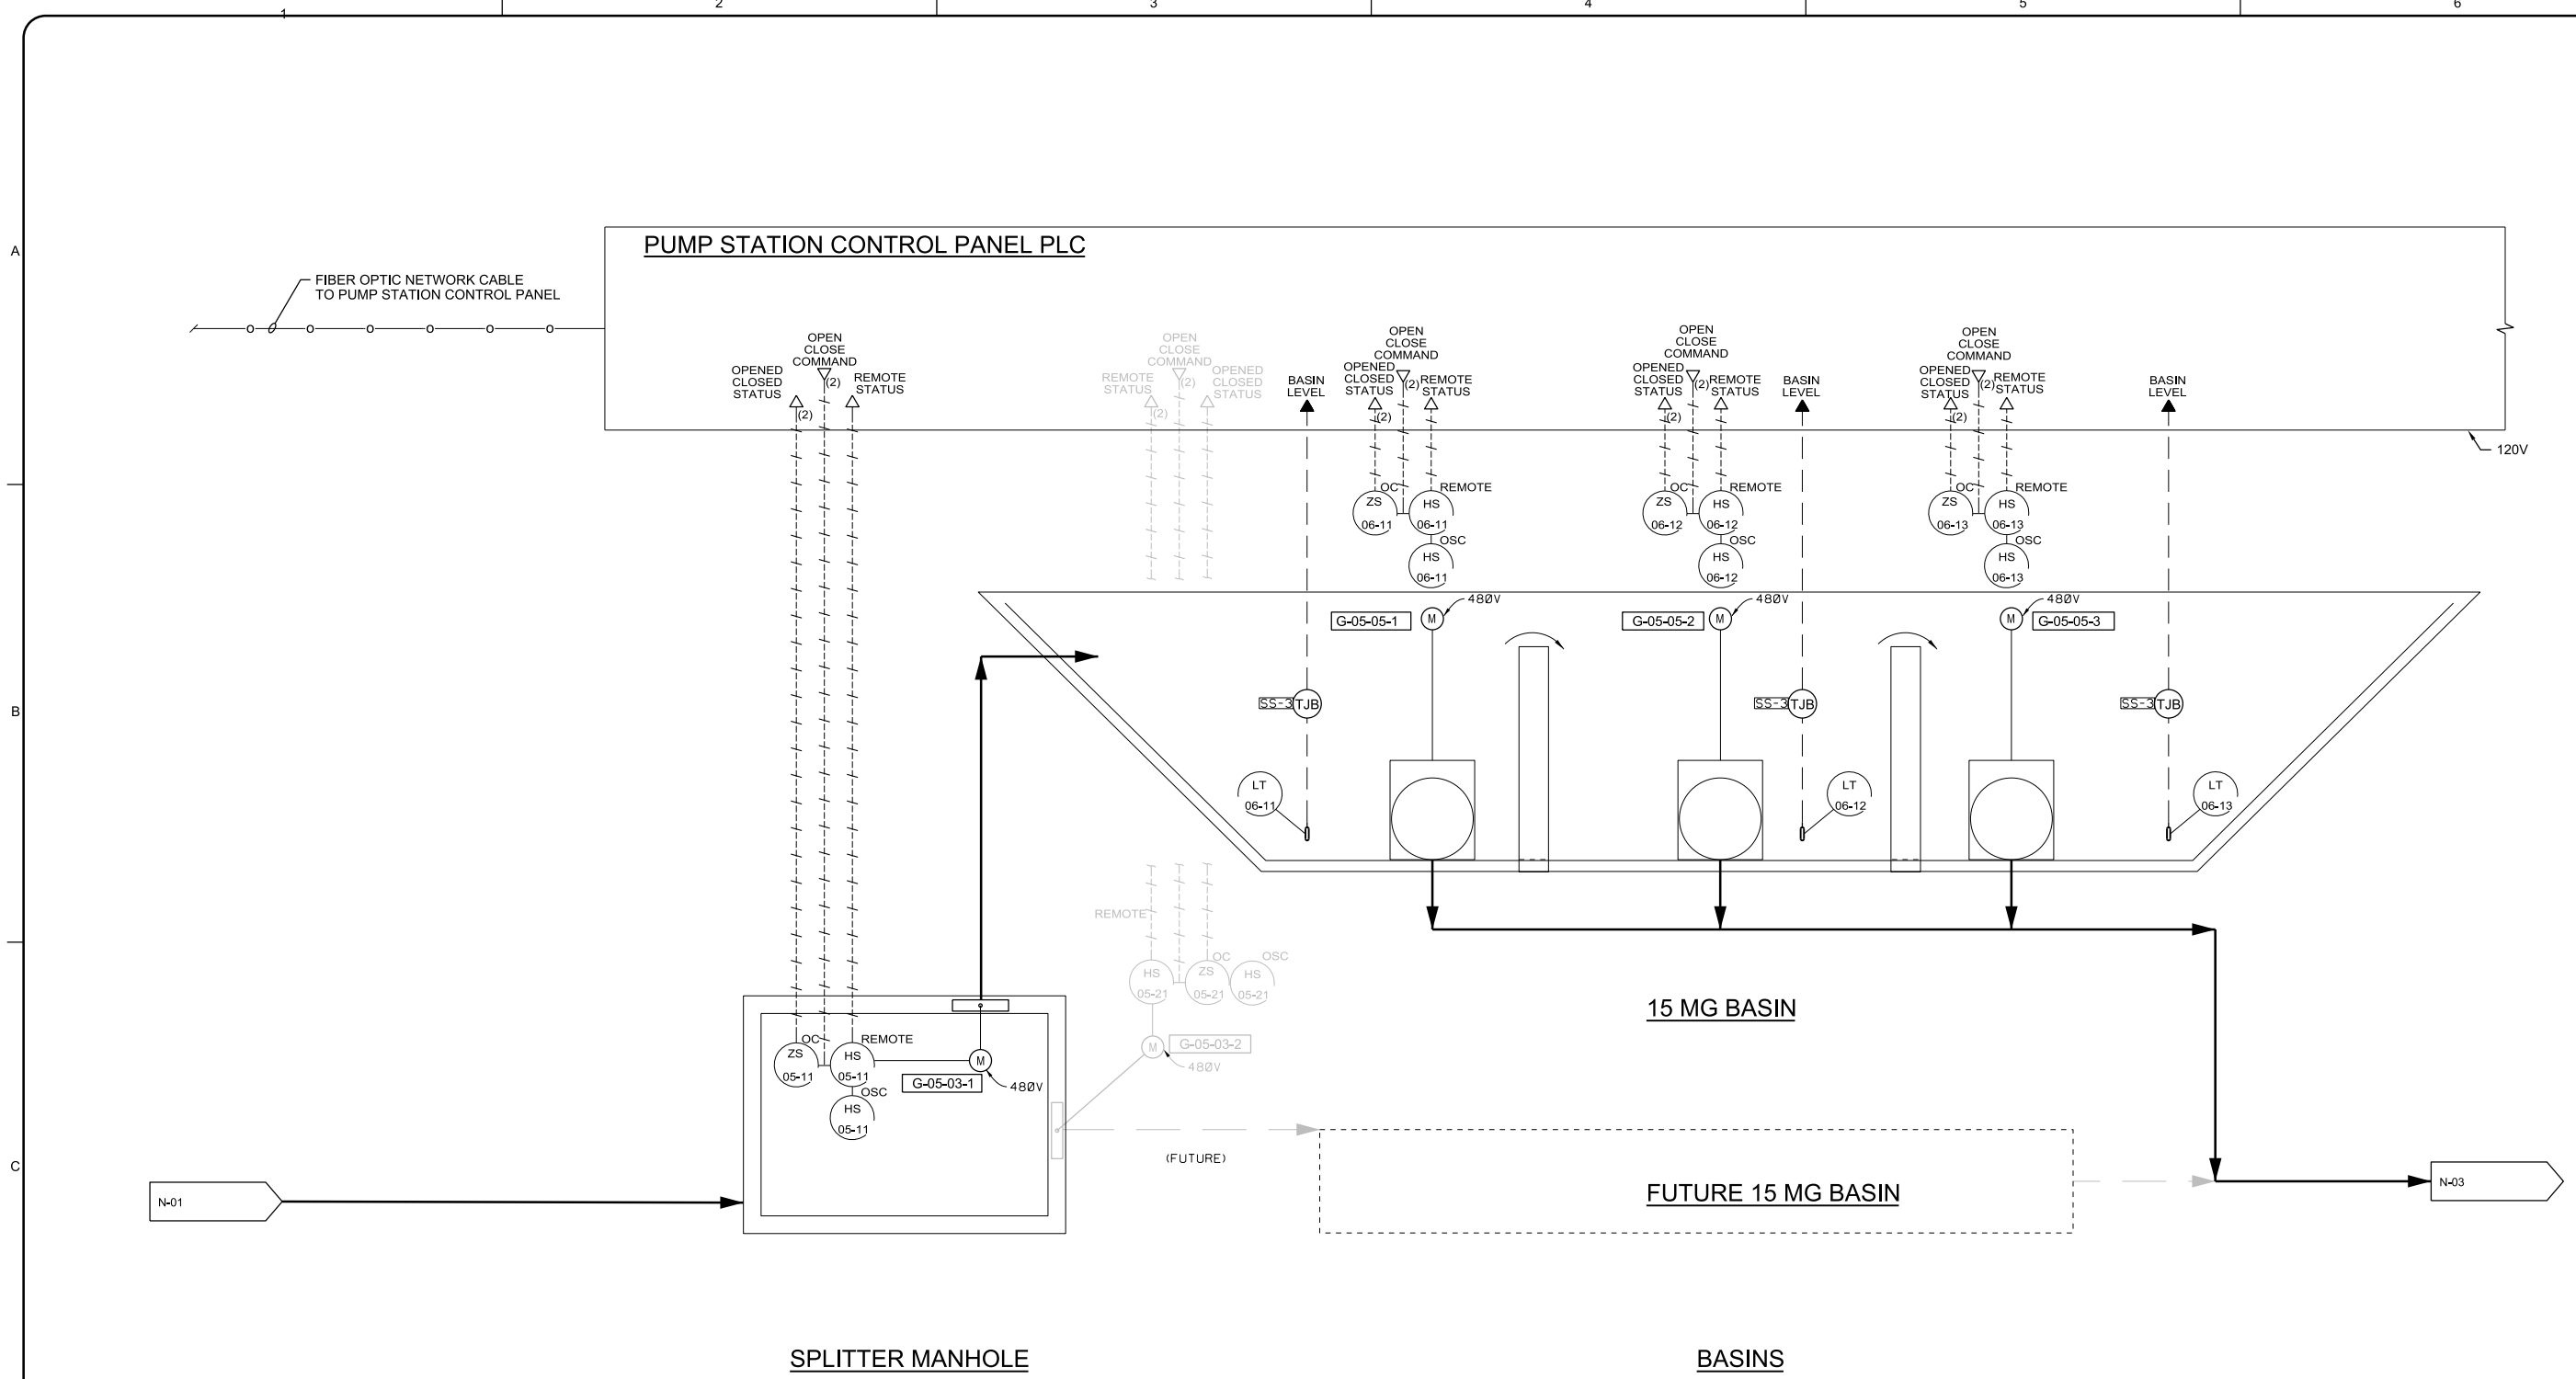 1
2
3
4
5
6
A
B
C
PUMP STATION CONTROL PANEL PLC
FIBER OPTIC NETWORK CABLE
TO PUMP STATION CONTROL PANEL
OPENED
CLOSED
STATUS
(2)
OPEN
CLOSE
COMMAND
(2)
REMOTE
STATUS
REMOTE
STATUS
(2)
OPEN
CLOSE
COMMAND
(2)
OPENED
CLOSED
STATUS
BASIN
LEVEL
OPENED
CLOSED
STATUS
(2)
OPEN
CLOSE
COMMAND
(2)
REMOTE
STATUS
OPENED
CLOSED
STATUS
(2)
OPEN
CLOSE
COMMAND
(2)
REMOTE
STATUS
BASIN
LEVEL
OPENED
CLOSED
STATUS
(2)
OPEN
CLOSE
COMMAND
(2)
REMOTE
STATUS
BASIN
LEVEL
120V
ZS
06-11
OC
HS
06-11
REMOTE
OSC
HS
06-11
ZS
06-12
OC
HS
06-12
REMOTE
OSC
HS
06-12
ZS
06-13
OC
HS
06-13
REMOTE
OSC
HS
06-13
G-05-05-1
M
480V
G-05-05-2
M
480V
M
480V
G-05-05-3
SS-3
TJB
SS-3
TJB
SS-3
TJB
LT
06-11
LT
06-12
LT
06-13
REMOTE
HS
05-21
OC
ZS
05-21
OSC
HS
05-21
M
G-05-03-2
480V
15 MG BASIN
ZS
05-11
OC
HS
05-11
REMOTE
OSC
HS
05-11
M
G-05-03-1
480V
(FUTURE)
FUTURE 15 MG BASIN
N-01
N-03
SPLITTER MANHOLE
BASINS